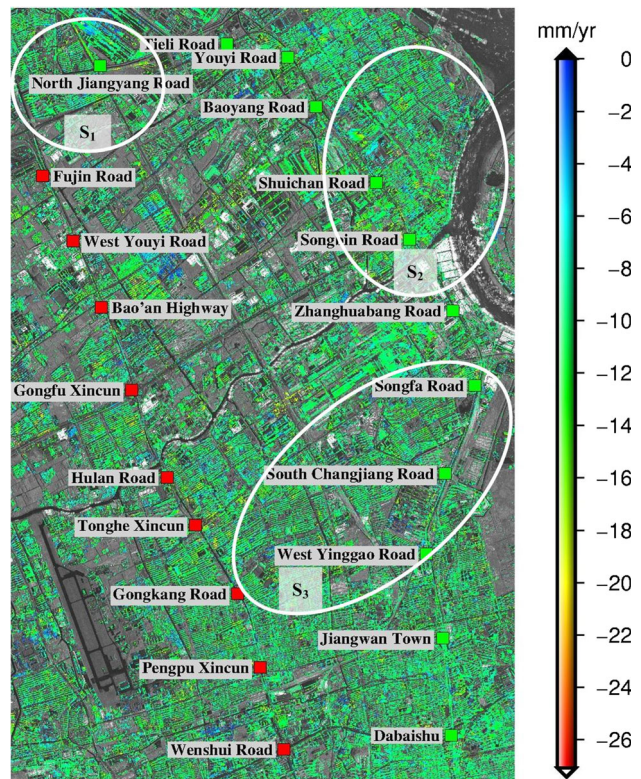 mm/yr
Tieli Road
Youyi Road
North Jiangyang Road
Baoyang Road
S₁
Fujin Road
Shuichan Road
West Youyi Road
Songbin Road
S₂
Bao'an Highway
Zhanghuabang Road
Gongfu Xincun
Songfa Road
Hulan Road
South Changjiang Road
Tonghe Xincun
West Yinggao Road
Gongkang Road
S₃
Jiangwan Town
Pengpu Xincun
Dabaishu
Wenshui Road
0
−2
−4
−6
−8
−10
−12
−14
−16
−18
−20
−22
−24
−26